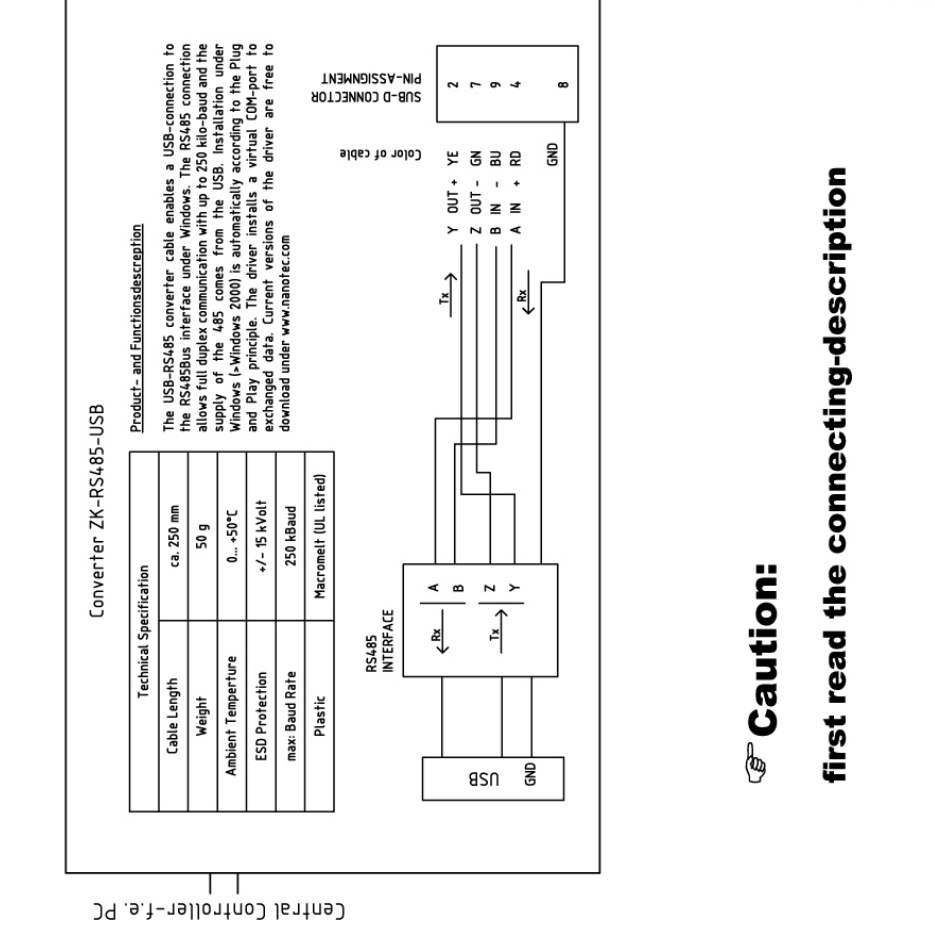 Converter ZK-RS485-USB
Technical Specification
Cable Length ca. 250 mm
Weight 50 g
Ambient Temperture 0... +50°C
ESD Protection +/- 15 kVolt
max: Baud Rate 250 kBaud
Plastic Macromelt (UL listed)
Product- and Functionsdescreption
The USB-RS485 converter cable enables a USB-connection to
the RS485Bus interface under Windows. The RS485 connection
allows full duplex communication with up to 250 kilo-baud and the
supply of the 485 comes from the USB. Installation under
Windows (>Windows 2000) is automatically according to the Plug
and Play principle. The driver installs a virtual COM-port to
exchanged data. Current versions of the driver are free to
download under www.nanotec.com
RS485
INTERFACE
USB
GND
Rx
Tx
A
B
Z
Y
Tx
Rx
Color of cable
SUB-D CONNECTOR
PIN-ASSIGNMENT
Y OUT + YE 2
Z OUT - GN 7
B IN - BU 9
A IN + RD 4
GND 8
Central Controller-f.e. PC
☞Caution:
first read the connecting-description